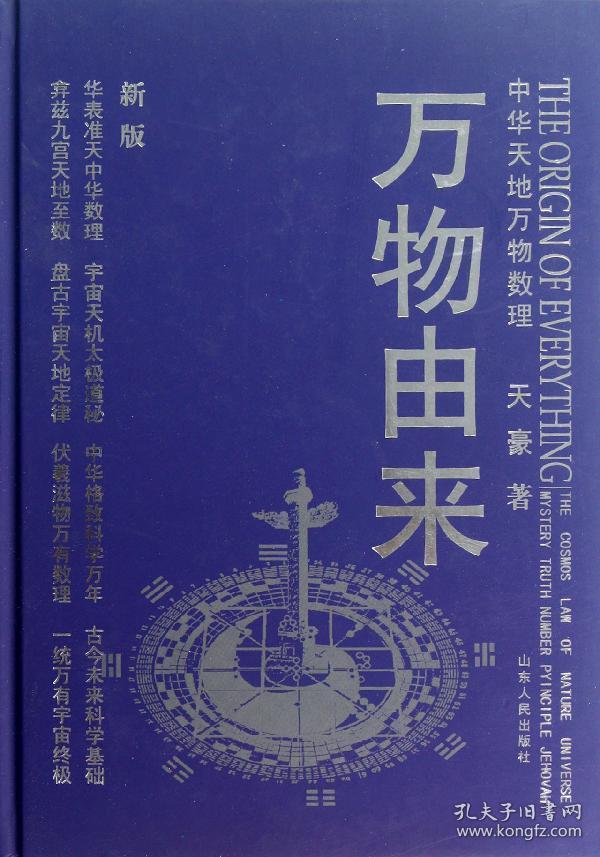 THE ORIGIN OF EVERYTHING
THE COSMOS LAW OF NATURE UNIVERSE
MYSTERY TRUTH NUMBER PYINCIPLE JEHOVAH
中华天地万物数理
天豪 著
山东人民出版社
万物由来
新版
华表准天中华数理 宇宙天机太极道秘 中华格致科学万年 古今未来科学基础
弇兹九宫天地至数 盘古宇宙天地定律 伏羲滋物万有数理 一统万有宇宙终极
孔夫子旧书网
www.kongfz.com